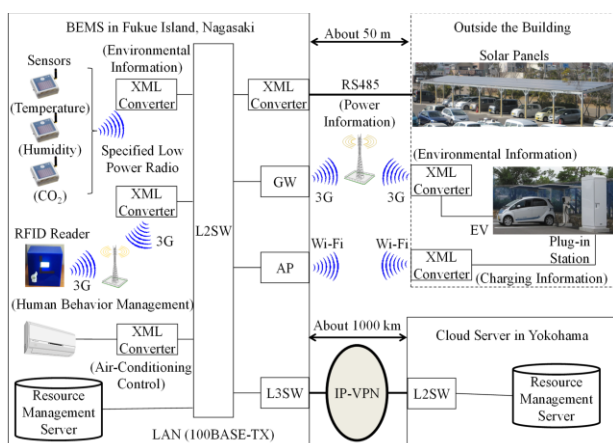 BEMS in Fukue Island, Nagasaki
About 50 m
Outside the Building
Sensors
(Environmental
Information)
Solar Panels
(Temperature)
XML
Converter
XML
Converter
RS485
(Power
Information)
(Humidity)
Specified Low
Power Radio
(CO2)
XML
Converter
GW
3G
3G
(Environmental Information)
XML
Converter
L2SW
RFID Reader
3G
3G
EV
Plug-in
Station
Wi-Fi
Wi-Fi
AP
XML
Converter
(Charging Information)
(Human Behavior Management)
XML
Converter
(Air-Conditioning
Control)
About 1000 km
Cloud Server in Yokohama
Resource
Management
Server
L3SW
IP-VPN
L2SW
Resource
Management
Server
LAN (100BASE-TX)